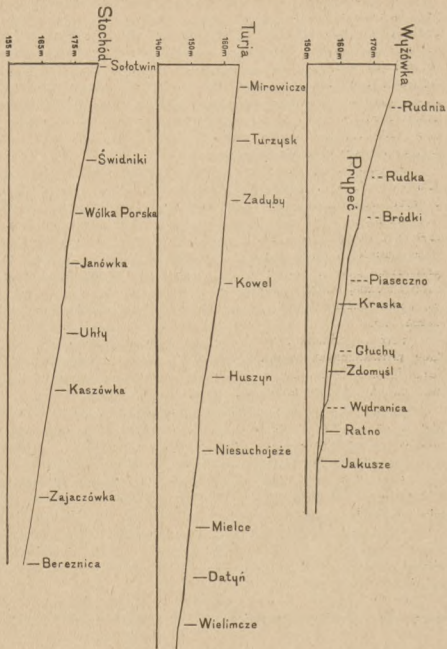 Stochód
155 m
165 m
175 m
Sołotwin
Świdniki
Wólka Porska
Janówka
Uhły
Kaszówka
Zajaczówka
Bereznica
Turja
140 m
150 m
160 m
Mirowicze
Turzysk
Zadyby
Kowel
Huszyn
Niesuchojeże
Mielce
Datyń
Wielimcze
Wyżówka
150 m
160 m
170 m
Rudnia
Rudka
Bródki
Prypeć
Piaseczno
Kraska
Głuchy
Zdomyśl
Wydranica
Ratno
Jakusze